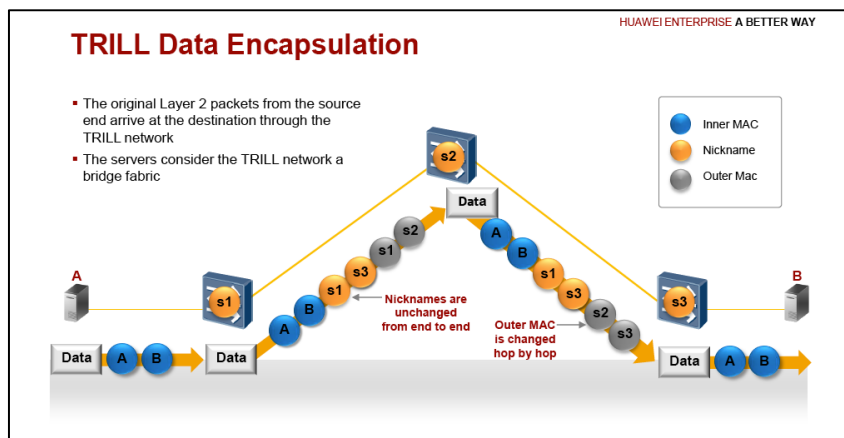 HUAWEI ENTERPRISE A BETTER WAY
TRILL Data Encapsulation
▪ The original Layer 2 packets from the source
end arrive at the destination through the
TRILL network
▪ The servers consider the TRILL network a
bridge fabric
Inner MAC
Nickname
Outer Mac
s2
Data
A B s1 s3 s1 s2
A B s1 s3 s2 s3
A
s1
s3
B
Nicknames are
unchanged
from end to end
Outer MAC
is changed
hop by hop
Data A B
Data
Data A B